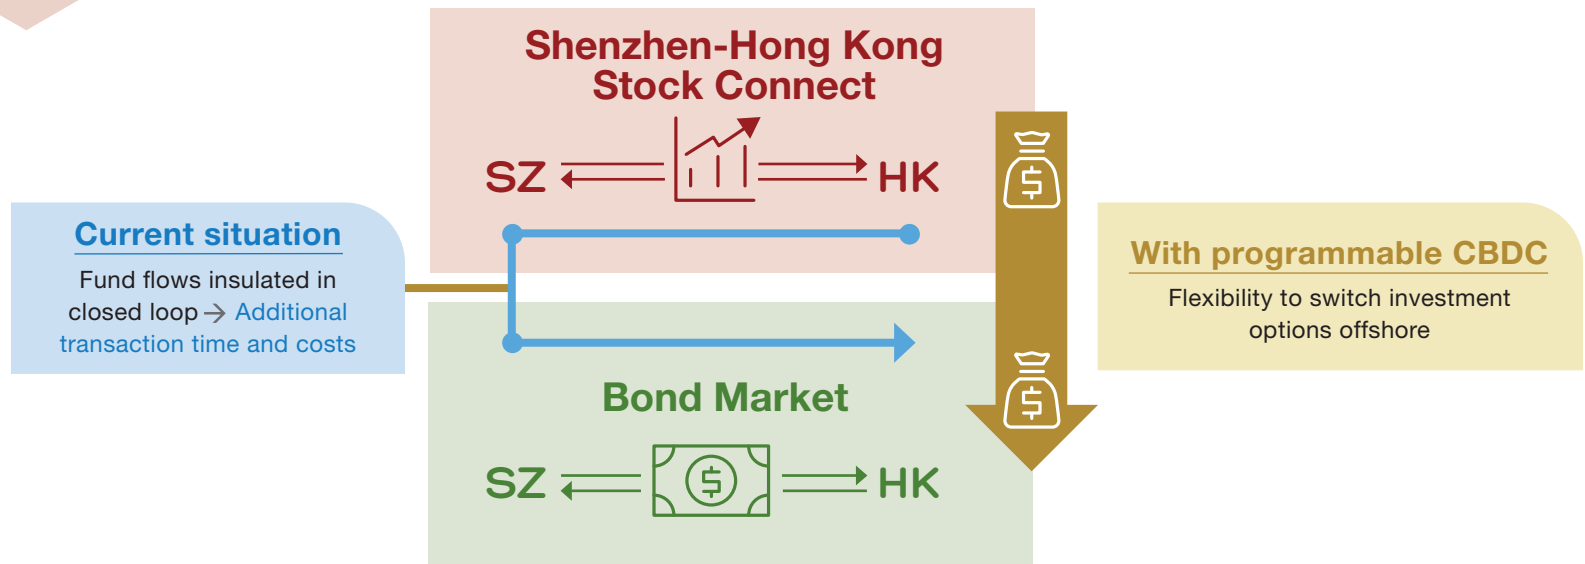 Shenzhen-Hong Kong
Stock Connect
SZ
HK
Current situation
Fund flows insulated in
closed loop → Additional
transaction time and costs
With programmable CBDC
Flexibility to switch investment
options offshore
Bond Market
SZ
$
HK
$
$